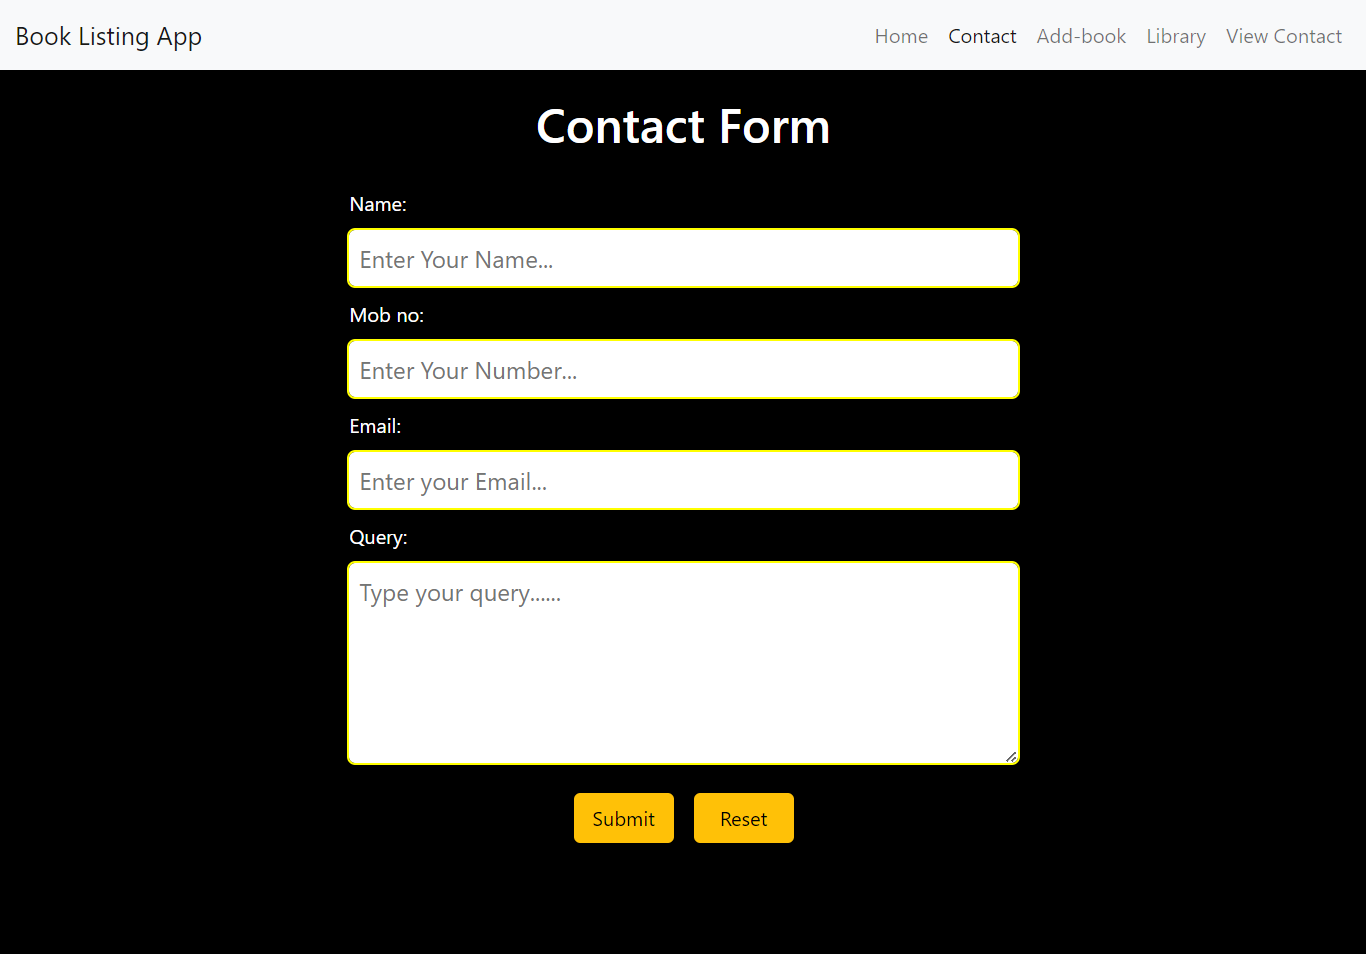 Book Listing App Home Contact Add-book Library View Contact
Contact Form
Name:
Enter Your Name...
Mob no:
Enter Your Number...
Email:
Enter your Email...
Query:
Type your query......
Submit Reset